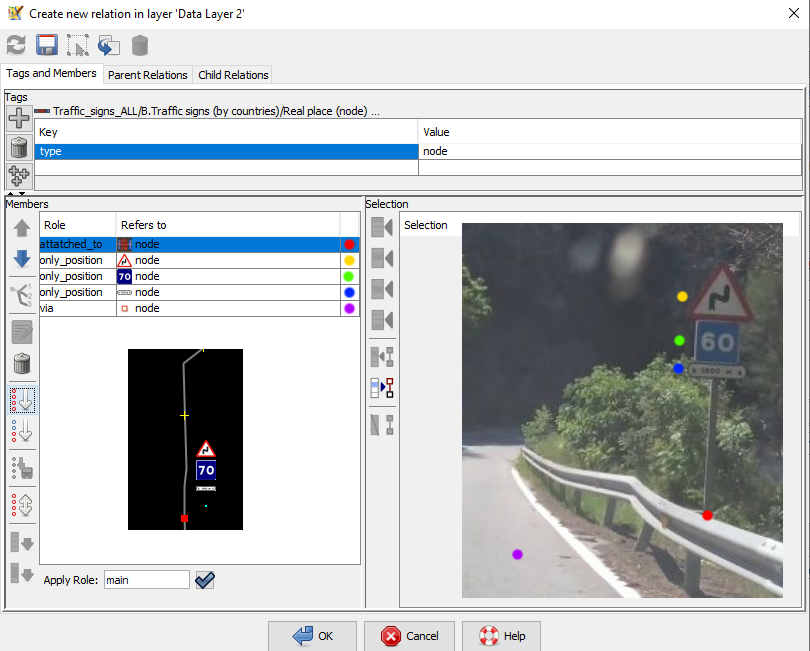 Create new relation in layer 'Data Layer 2'
Tags and Members Parent Relations Child Relations
Tags
Traffic_signs_ALL/B.Traffic signs (by countries)/Real place (node) ...
Key Value
type node
Members
Role Refers to
attatched_to node
only_position node
only_position 70 node
only_position node
via node
70
Apply Role: main
Selection
Selection
60
1800 m
OK Cancel Help